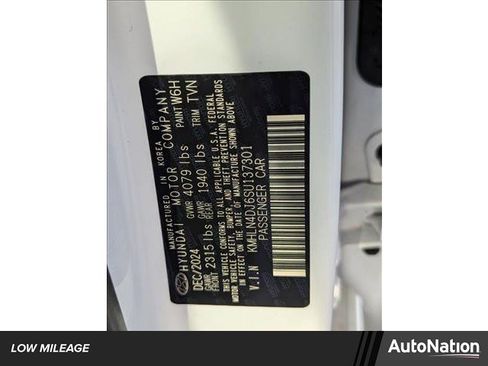 MANUFACTURED IN KOREA BY
HYUNDAI MOTOR COMPANY
DEC/2024 GVWR 4079 lbs PAINT W6H
GAWR FRONT 2315 lbs GAWR REAR 1940 lbs TRIM TVN
THIS VEHICLE CONFORMS TO ALL APPLICABLE U.S.A. FEDERAL
MOTOR VEHICLE SAFETY, BUMPER, AND THEFT PREVENTION STANDARDS
IN EFFECT ON THE DATE OF MANUFACTURE SHOWN ABOVE
V.I.N KMHLN4DJ6SU137301
PASSENGER CAR
LOW MILEAGE
AutoNation